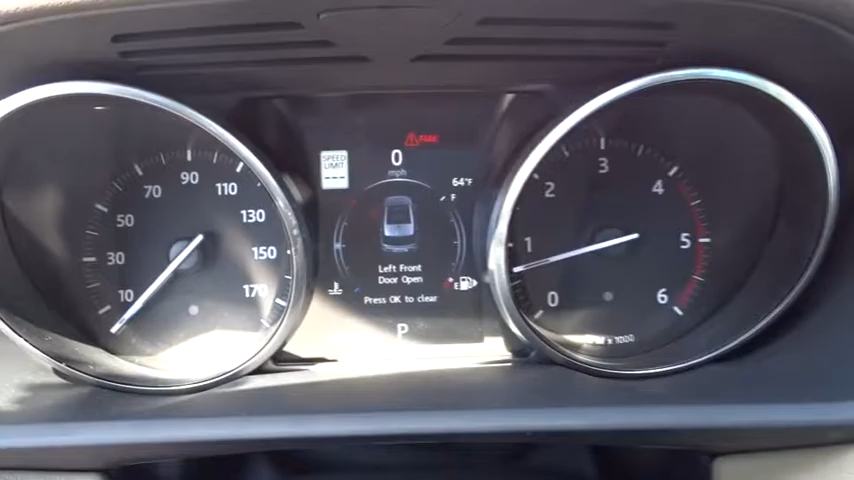 SPEED
LIMIT
0
mph
64°F
F
Left Front
Door Open
E
Press OK to clear
P
10
30
50
70
90
110
130
150
170
0
1
2
3
4
5
6
x1000